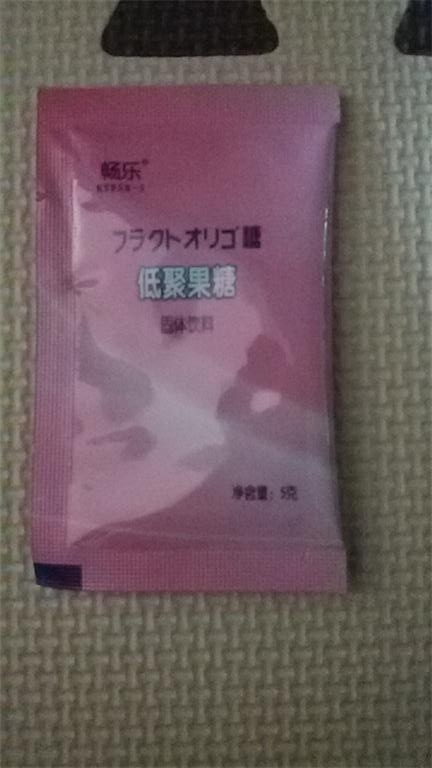 畅乐®
フラクトオリゴ糖
低聚果糖
固体饮料
净含量：5克